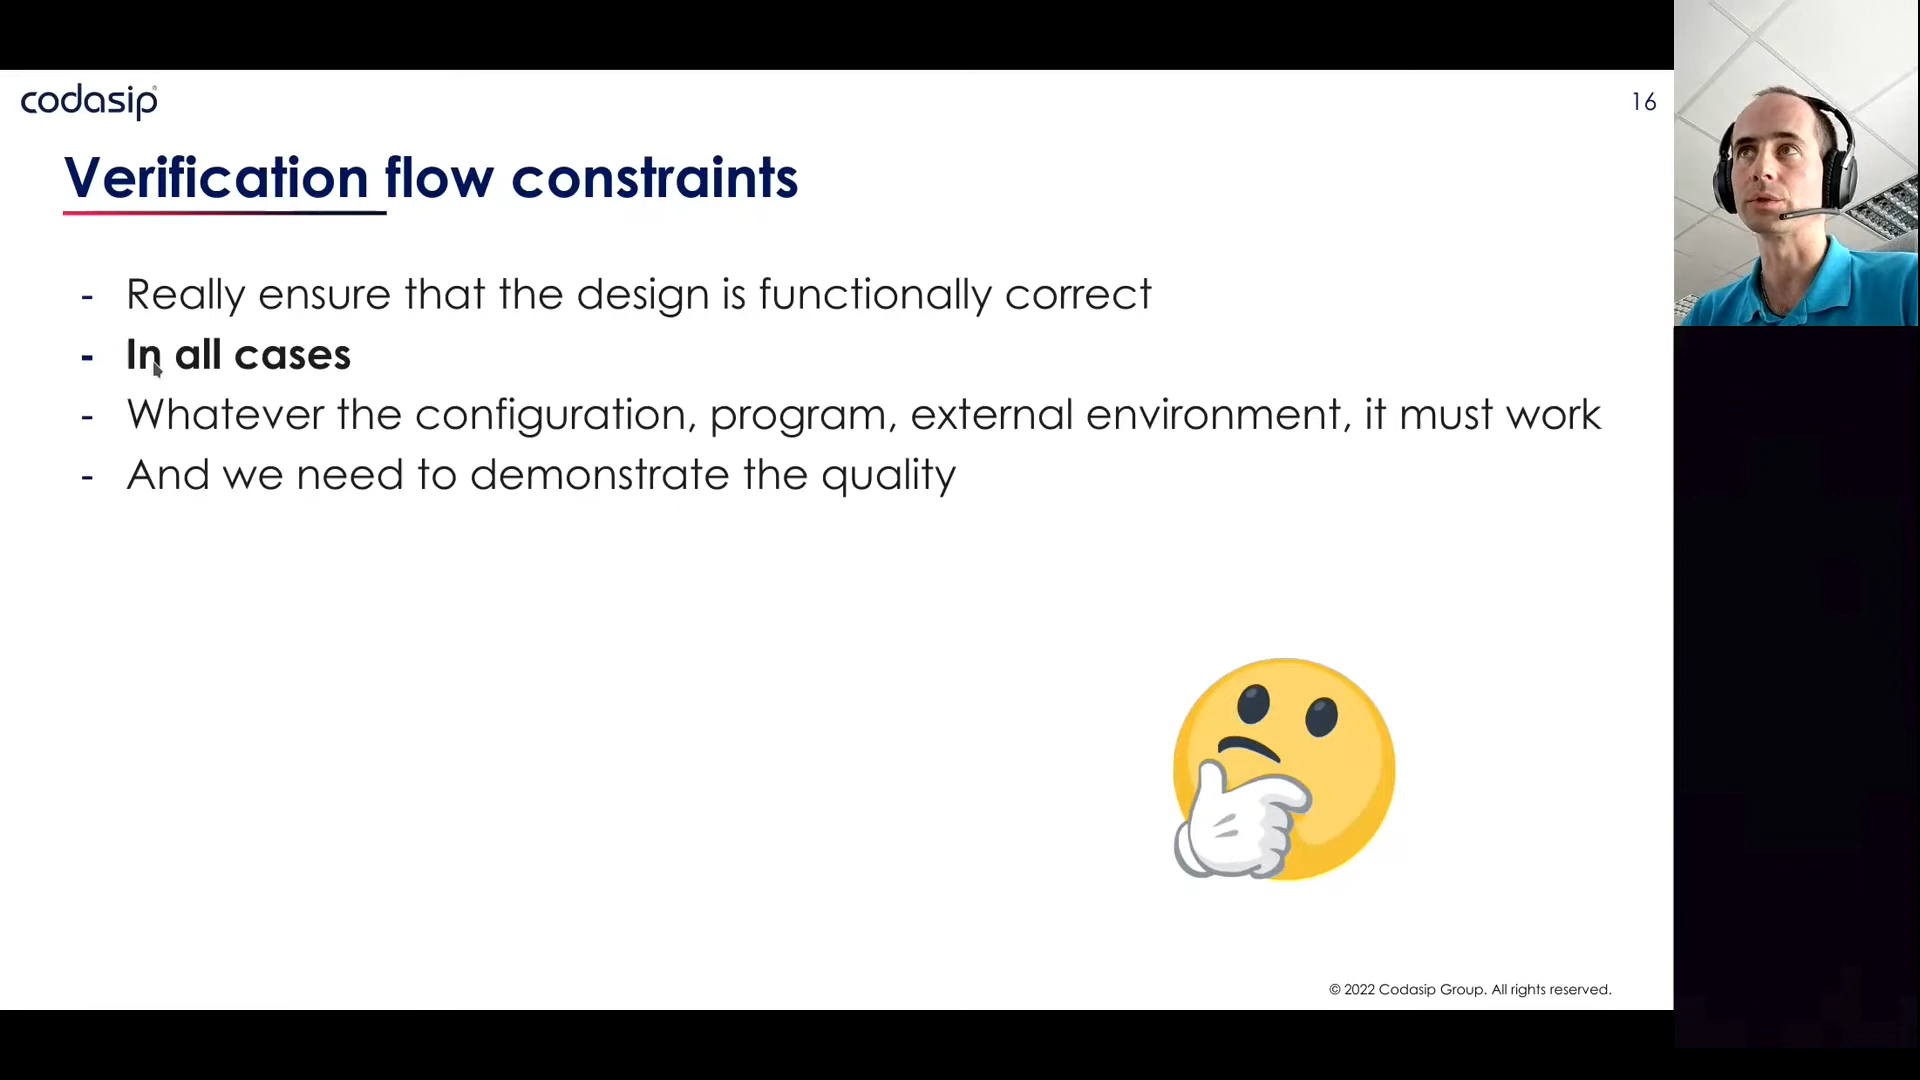 codasip
16
Verification flow constraints
- Really ensure that the design is functionally correct
- In all cases
- Whatever the configuration, program, external environment, it must work
- And we need to demonstrate the quality
© 2022 Codasip Group. All rights reserved.